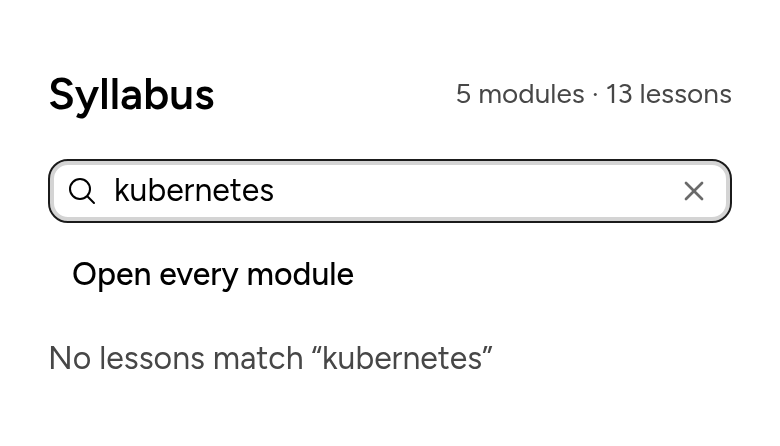 Syllabus
5 modules · 13 lessons
kubernetes
Open every module
No lessons match “kubernetes”